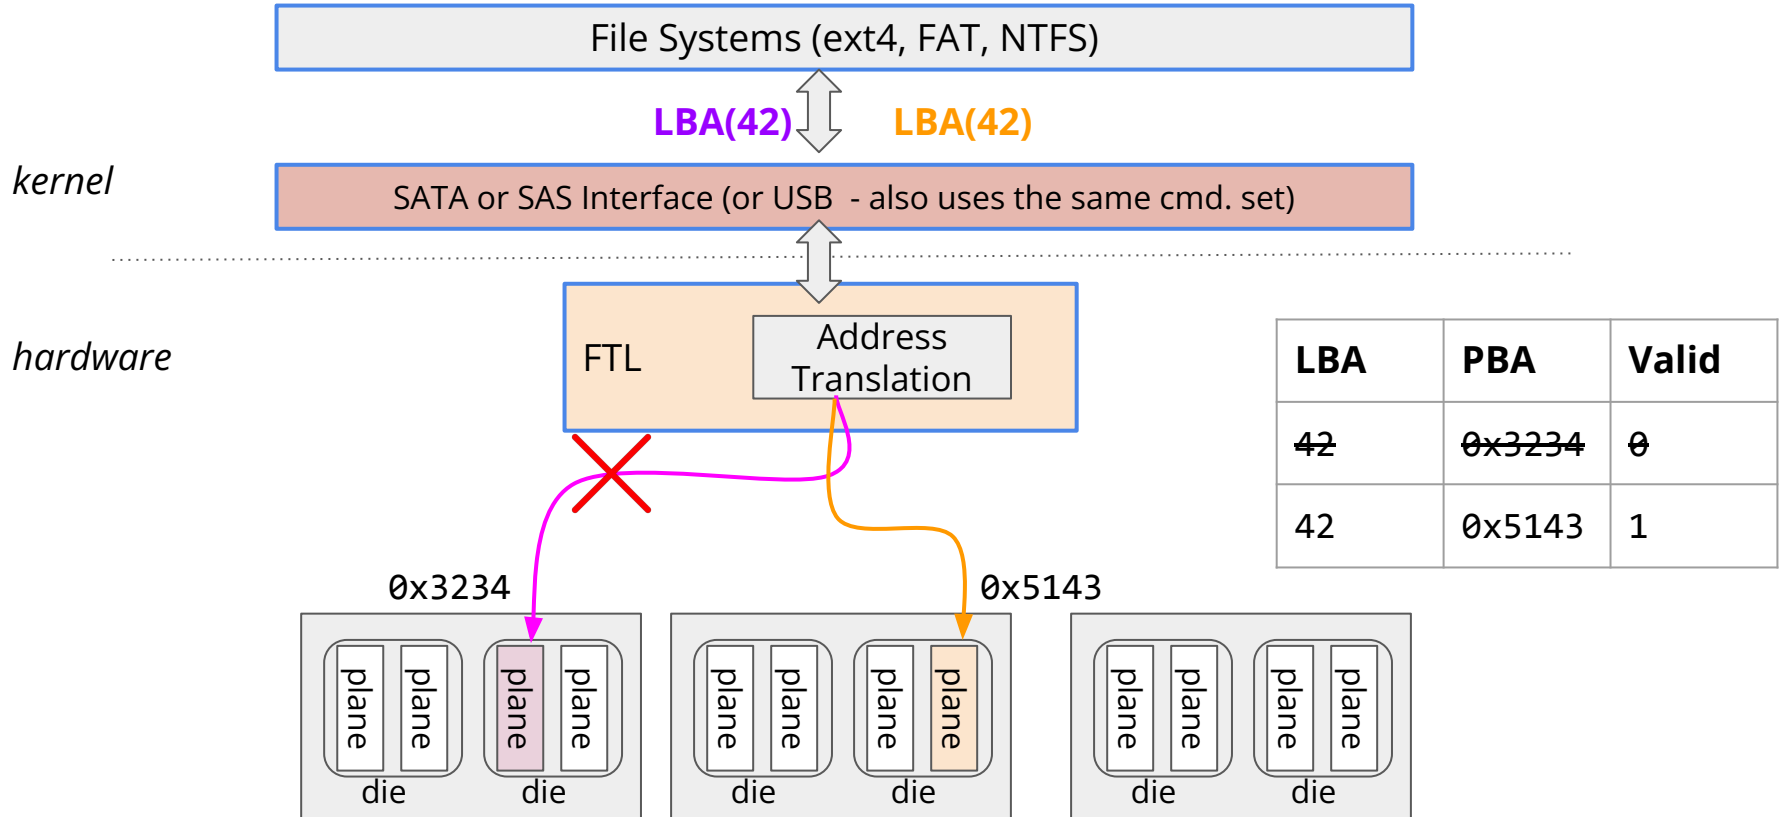 File Systems (ext4, FAT, NTFS)
LBA(42) LBA(42)
kernel
SATA or SAS Interface (or USB  - also uses the same cmd. set)
hardware
FTL
Address
Translation
LBA PBA Valid
42 0x3234 0
42 0x5143 1
0x3234 0x5143
plane plane plane plane plane plane plane plane plane plane plane plane
die die die die die die